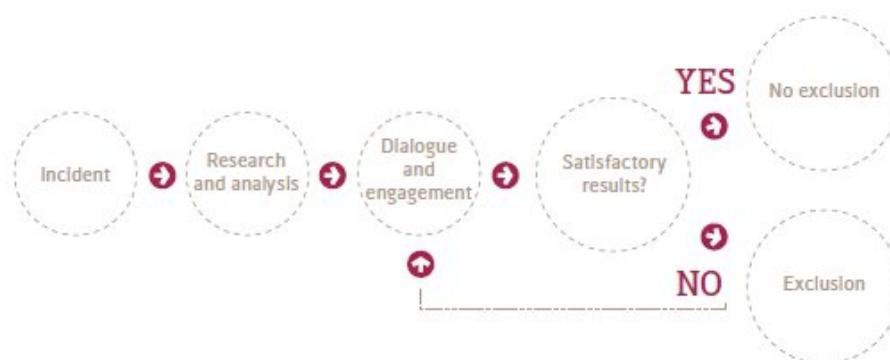 Incident
Research
and analysis
Dialogue
and
engagement
Satisfactory
results?
YES
No exclusion
NO
Exclusion